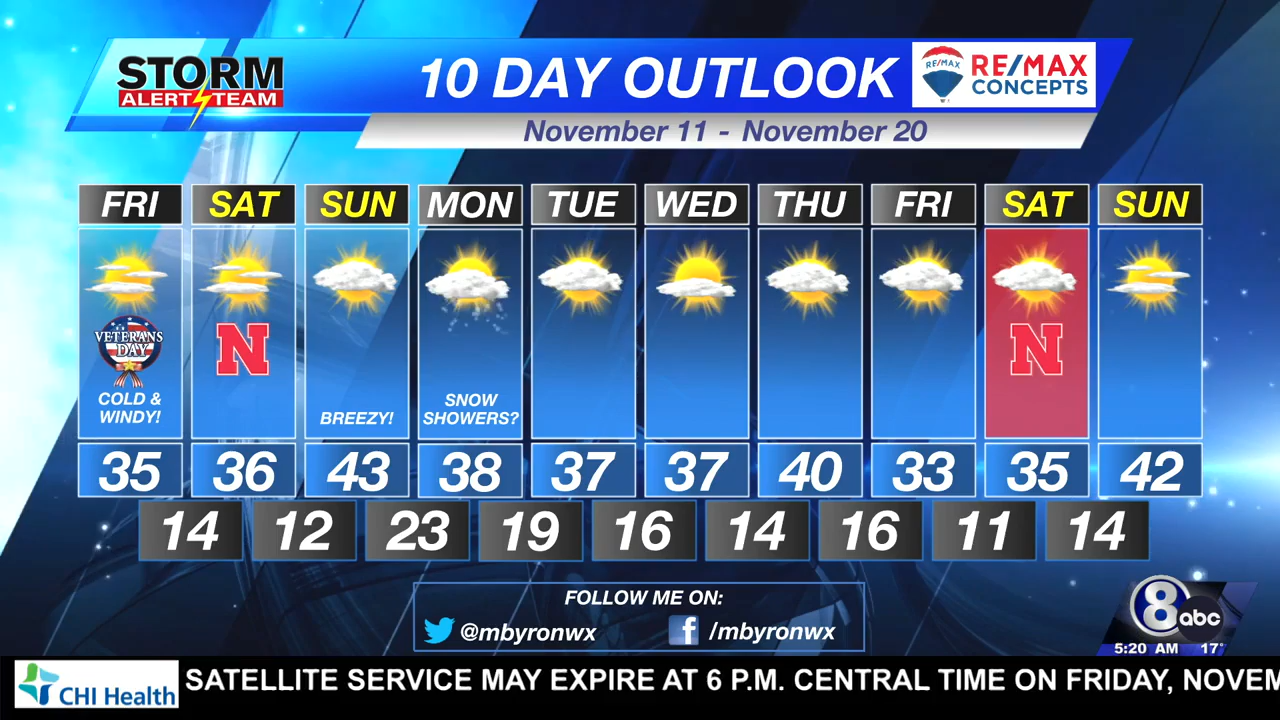 STORM
ALERT TEAM
10 DAY OUTLOOK
RE/MAX
RE/MAX
CONCEPTS
November 11 - November 20
FRI SAT SUN MON TUE WED THU FRI SAT SUN
VETERANS
DAY
N N
COLD &
WINDY!
BREEZY!
SNOW
SHOWERS?
35 36 43 38 37 37 40 33 35 42
14 12 23 19 16 14 16 11 14
FOLLOW ME ON:
@mbyronwx f /mbyronwx
8 abc
5:20 AM 17°
CHI Health
SATELLITE SERVICE MAY EXPIRE AT 6 P.M. CENTRAL TIME ON FRIDAY, NOVEM